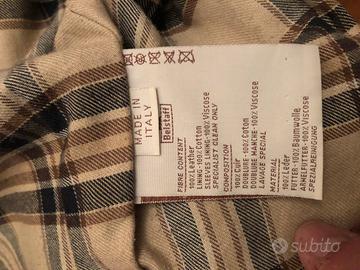 MADE IN
ITALY
Belstaff
FIBRE CONTENT
100%Leather
LINING-100%Cotton
SLEEVES LINING-100%Viscose
SPECIALIST CLEAN ONLY
COMPOSITION
100%Cuir
DOUBLURE-100%Coton
DOUBLURE MANCHE-100%Viscose
LAVAGE SPECIAL
MATERIAL
100%Leder
FUTTER-100%Baumwolle
ARMELFUTTER-100%Viscose
SPEZIALREINIGUNG
subito